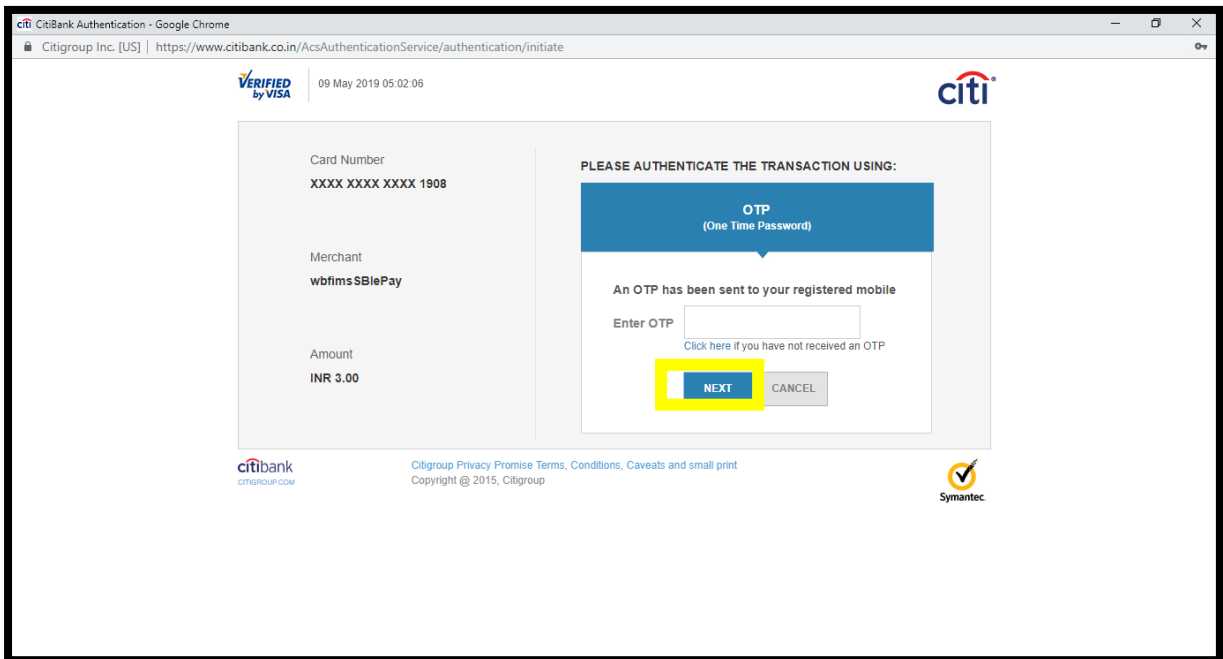 citi CitiBank Authentication - Google Chrome
Citigroup Inc. [US] | https://www.citibank.co.in/AcsAuthenticationService/authentication/initiate
VERIFIED
by VISA
09 May 2019 05:02:06
citi®
Card Number
XXXX XXXX XXXX 1908
Merchant
wbfimsSBIePay
Amount
INR 3.00
PLEASE AUTHENTICATE THE TRANSACTION USING:
OTP
(One Time Password)
An OTP has been sent to your registered mobile
Enter OTP
Click here if you have not received an OTP
NEXT
CANCEL
citibank
CITIGROUP.COM
Citigroup Privacy Promise Terms, Conditions, Caveats and small print
Copyright @ 2015, Citigroup
Symantec.